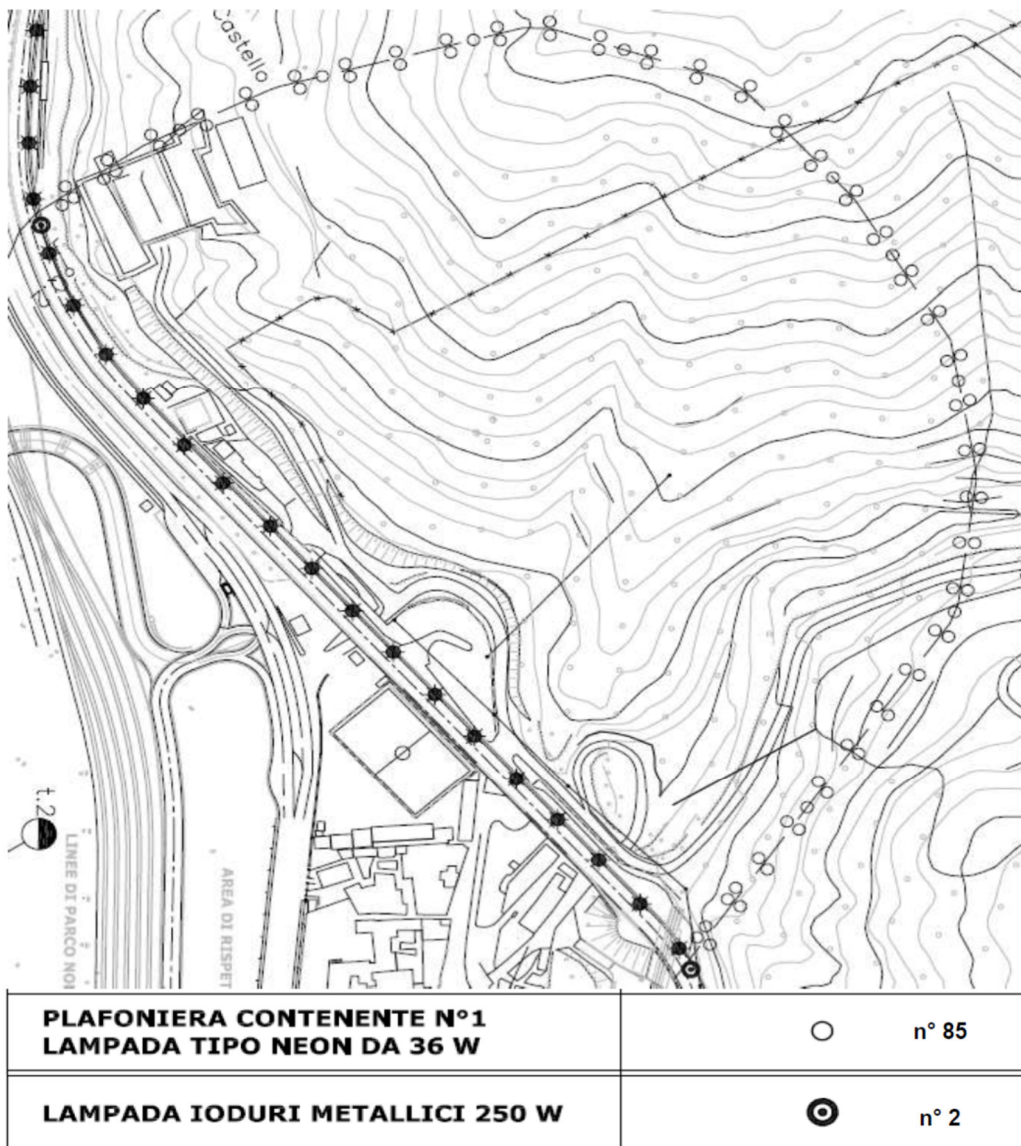 Castello
t.2
LINEE DI PARCO NOI
AREA DI RISPET
PLAFONIERA CONTENENTE N°1
LAMPADA TIPO NEON DA 36 W
n° 85
LAMPADA IODURI METALLICI 250 W
n° 2